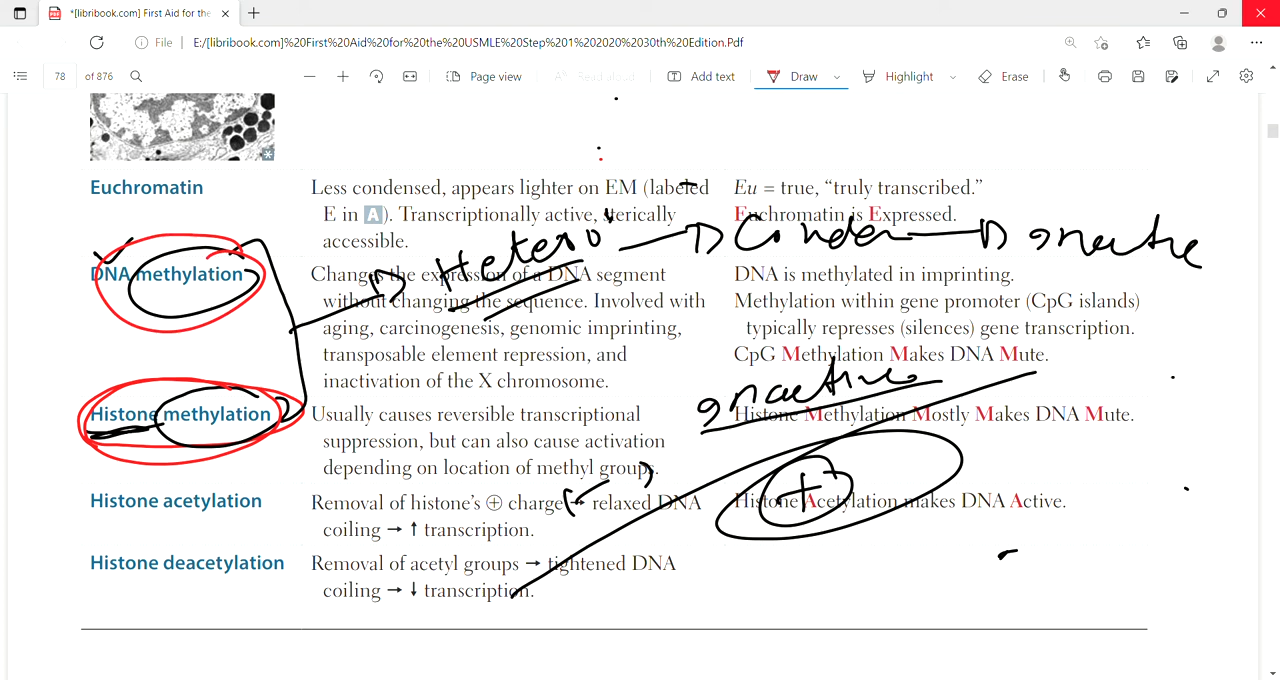 *[libribook.com] First Aid for the
File
E:/[libribook.com]%20First%20Aid%20for%20the%20USMLE%20Step%201%202020%2030th%20Edition.Pdf
78 of 876
Page view
Read aloud
Add text
Draw
Highlight
Erase
Euchromatin
Less condensed, appears lighter on EM (labeled
E in A). Transcriptionally active, sterically
accessible.
Eu = true, “truly transcribed.”
Euchromatin is Expressed.
Hetero
Conden
inactive
DNA methylation
Changes the expression of a DNA segment
without changing the sequence. Involved with
aging, carcinogenesis, genomic imprinting,
transposable element repression, and
inactivation of the X chromosome.
DNA is methylated in imprinting.
Methylation within gene promoter (CpG islands)
typically represses (silences) gene transcription.
CpG Methylation Makes DNA Mute.
inactive
Histone methylation
Usually causes reversible transcriptional
suppression, but can also cause activation
depending on location of methyl groups.
Histone Methylation Mostly Makes DNA Mute.
Histone acetylation
Removal of histone’s ⊕ charge → relaxed DNA
coiling → ↑ transcription.
Histone Acetylation makes DNA Active.
+
Histone deacetylation
Removal of acetyl groups → tightened DNA
coiling → ↓ transcription.